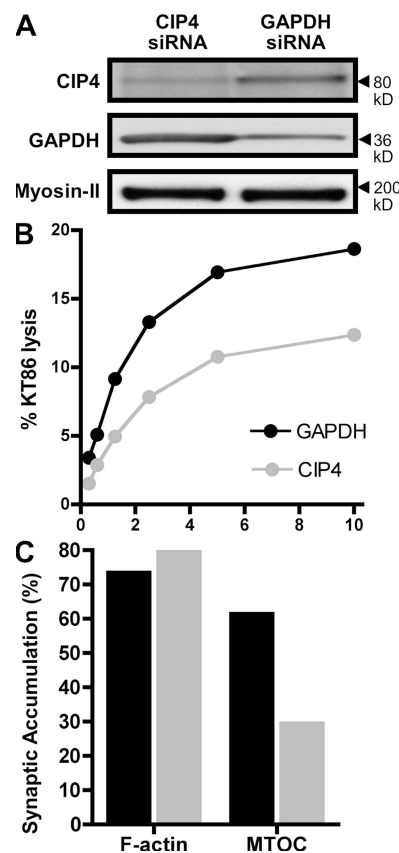 A
CIP4 siRNA
GAPDH siRNA
CIP4
80 kD
GAPDH
36 kD
Myosin-II
200 kD
B
20
15
10
5
0
% KT86 lysis
GAPDH
CIP4
0 2 4 6 8 10
C
80
70
60
50
40
30
20
10
0
Synaptic Accumulation (%)
F-actin MTOC